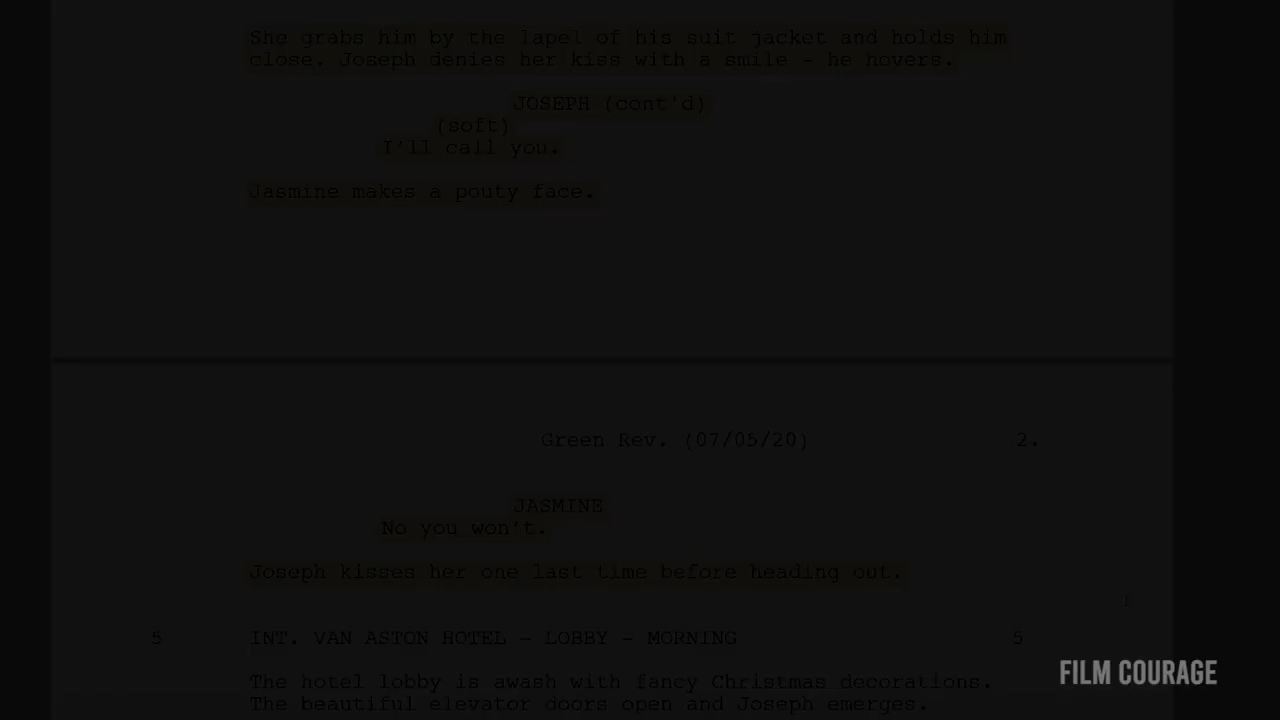 She grabs him by the lapel of his suit jacket and holds him
close. Joseph denies her kiss with a smile - he hovers.
JOSEPH (cont'd)
(soft)
I'll call you.
Jasmine makes a pouty face.
Green Rev. (07/05/20) 2.
JASMINE
No you won't.
Joseph kisses her one last time before heading out.
5 INT. VAN ASTON HOTEL - LOBBY - MORNING 5
The hotel lobby is awash with fancy Christmas decorations.
The beautiful elevator doors open and Joseph emerges.
FILM COURAGE